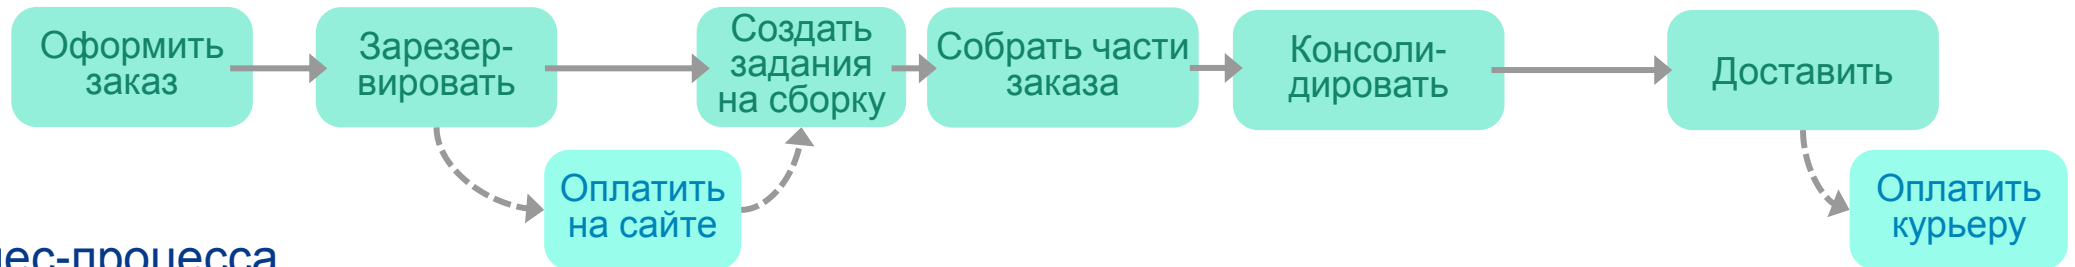 Оформить
заказ
Зарезер-
вировать
Создать
задания
на сборку
Собрать части
заказа
Консоли-
дировать
Доставить
Оплатить
на сайте
Оплатить
курьеру
ес-процесса